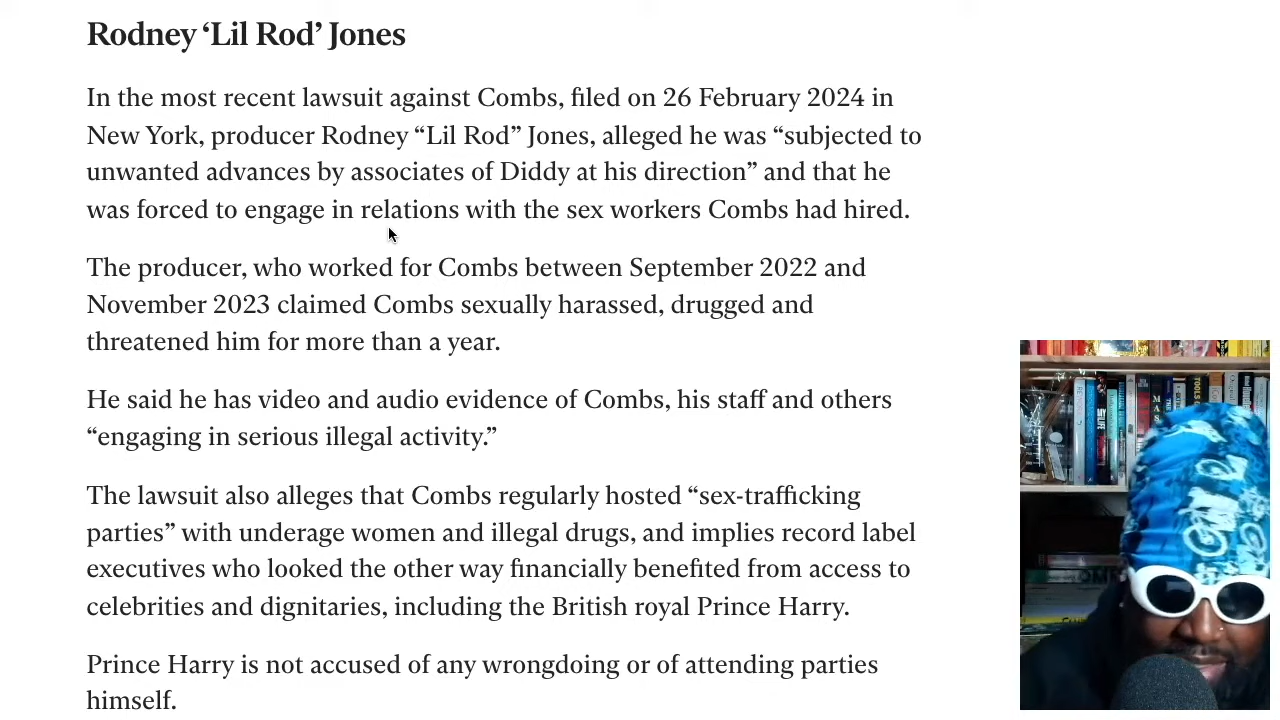 Rodney ‘Lil Rod’ Jones
In the most recent lawsuit against Combs, filed on 26 February 2024 in
New York, producer Rodney “Lil Rod” Jones, alleged he was “subjected to
unwanted advances by associates of Diddy at his direction” and that he
was forced to engage in relations with the sex workers Combs had hired.
The producer, who worked for Combs between September 2022 and
November 2023 claimed Combs sexually harassed, drugged and
threatened him for more than a year.
He said he has video and audio evidence of Combs, his staff and others
“engaging in serious illegal activity.”
The lawsuit also alleges that Combs regularly hosted “sex-trafficking
parties” with underage women and illegal drugs, and implies record label
executives who looked the other way financially benefited from access to
celebrities and dignitaries, including the British royal Prince Harry.
Prince Harry is not accused of any wrongdoing or of attending parties
himself.